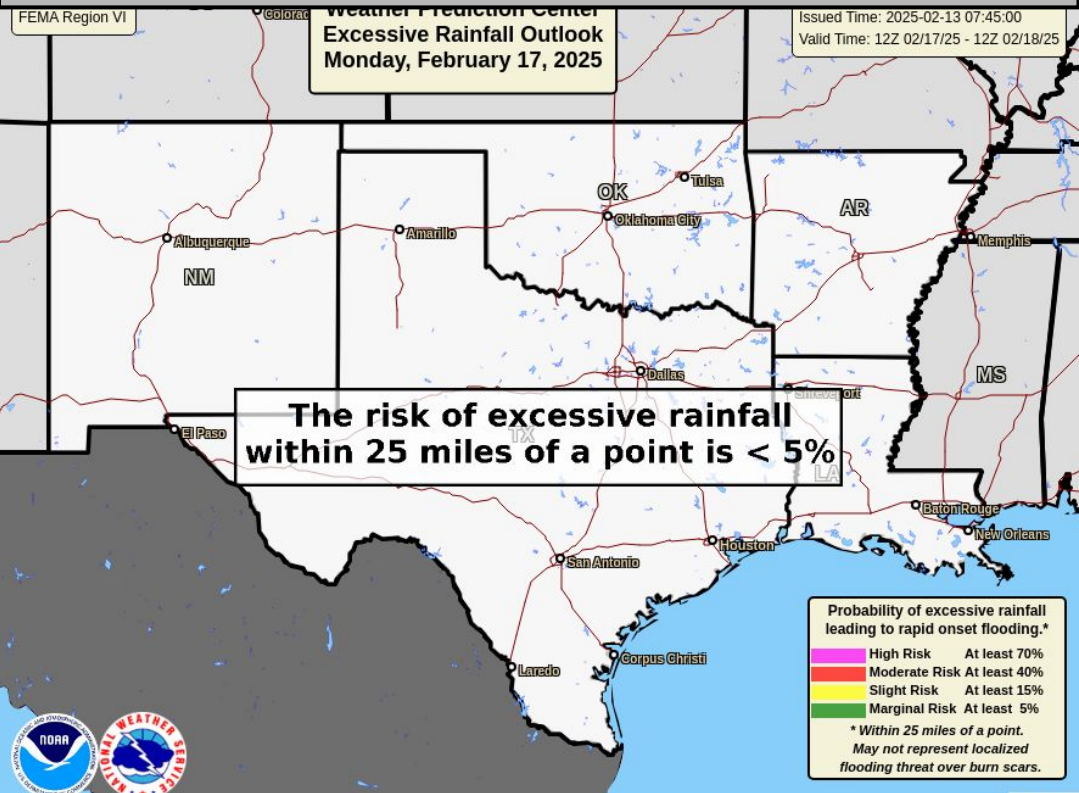 FEMA Region VI
Weather Prediction Center
Excessive Rainfall Outlook
Monday, February 17, 2025
Issued Time: 2025-02-13 07:45:00
Valid Time: 12Z 02/17/25 - 12Z 02/18/25
Tulsa
OK
Oklahoma City
AR
Amarillo
Albuquerque
Memphis
NM
Dallas
MS
Shreveport
The risk of excessive rainfall
within 25 miles of a point is < 5%
El Paso
TX
LA
Baton Rouge
New Orleans
Houston
San Antonio
Corpus Christi
Laredo
Probability of excessive rainfall
leading to rapid onset flooding.*
High Risk At least 70%
Moderate Risk At least 40%
Slight Risk At least 15%
Marginal Risk At least 5%
* Within 25 miles of a point.
May not represent localized
flooding threat over burn scars.
NOAA
NATIONAL WEATHER SERVICE